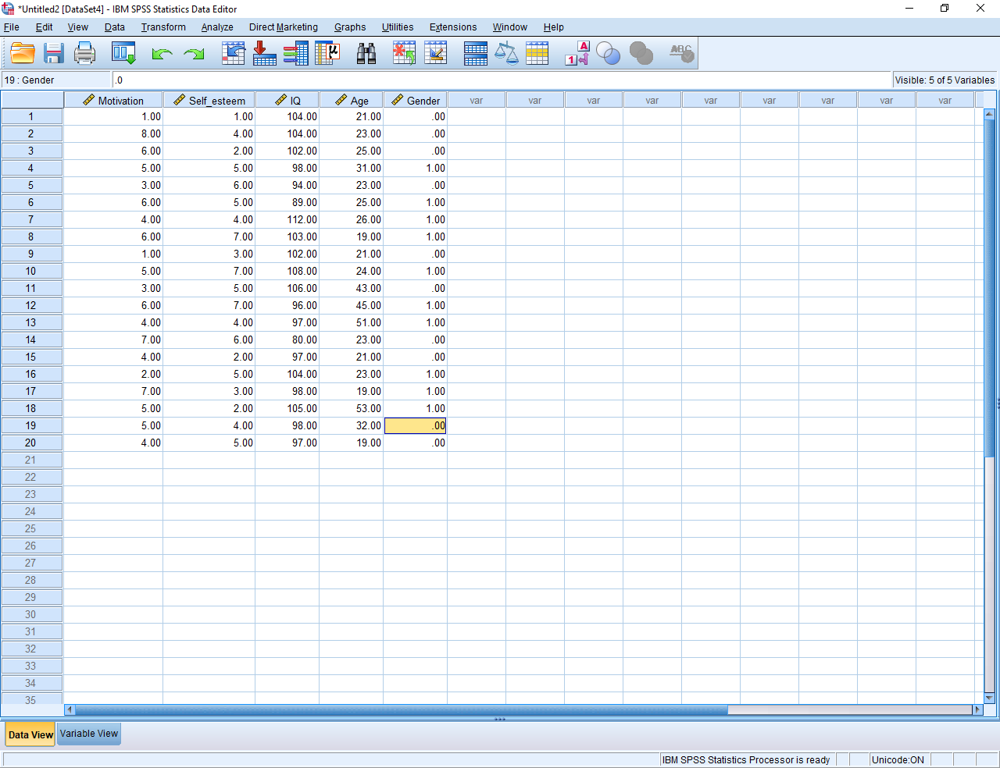 *Untitled2 [DataSet4] - IBM SPSS Statistics Data Editor
File Edit View Data Transform Analyze Direct Marketing Graphs Utilities Extensions Window Help
A
1
μ
ABC
19 : Gender .0 Visible: 5 of 5 Variables
Motivation Self_esteem IQ Age Gender var var var var var var var var var
1 1.00 1.00 104.00 21.00 .00
2 8.00 4.00 104.00 23.00 .00
3 6.00 2.00 102.00 25.00 .00
4 5.00 5.00 98.00 31.00 1.00
5 3.00 6.00 94.00 23.00 .00
6 6.00 5.00 89.00 25.00 1.00
7 4.00 4.00 112.00 26.00 1.00
8 6.00 7.00 103.00 19.00 1.00
9 1.00 3.00 102.00 21.00 .00
10 5.00 7.00 108.00 24.00 1.00
11 3.00 5.00 106.00 43.00 .00
12 6.00 7.00 96.00 45.00 1.00
13 4.00 4.00 97.00 51.00 1.00
14 7.00 6.00 80.00 23.00 .00
15 4.00 2.00 97.00 21.00 .00
16 2.00 5.00 104.00 23.00 1.00
17 7.00 3.00 98.00 19.00 1.00
18 5.00 2.00 105.00 53.00 1.00
19 5.00 4.00 98.00 32.00 .00
20 4.00 5.00 97.00 19.00 .00
21
22
23
24
25
26
27
28
29
30
31
32
33
34
35
Data View Variable View
IBM SPSS Statistics Processor is ready Unicode:ON